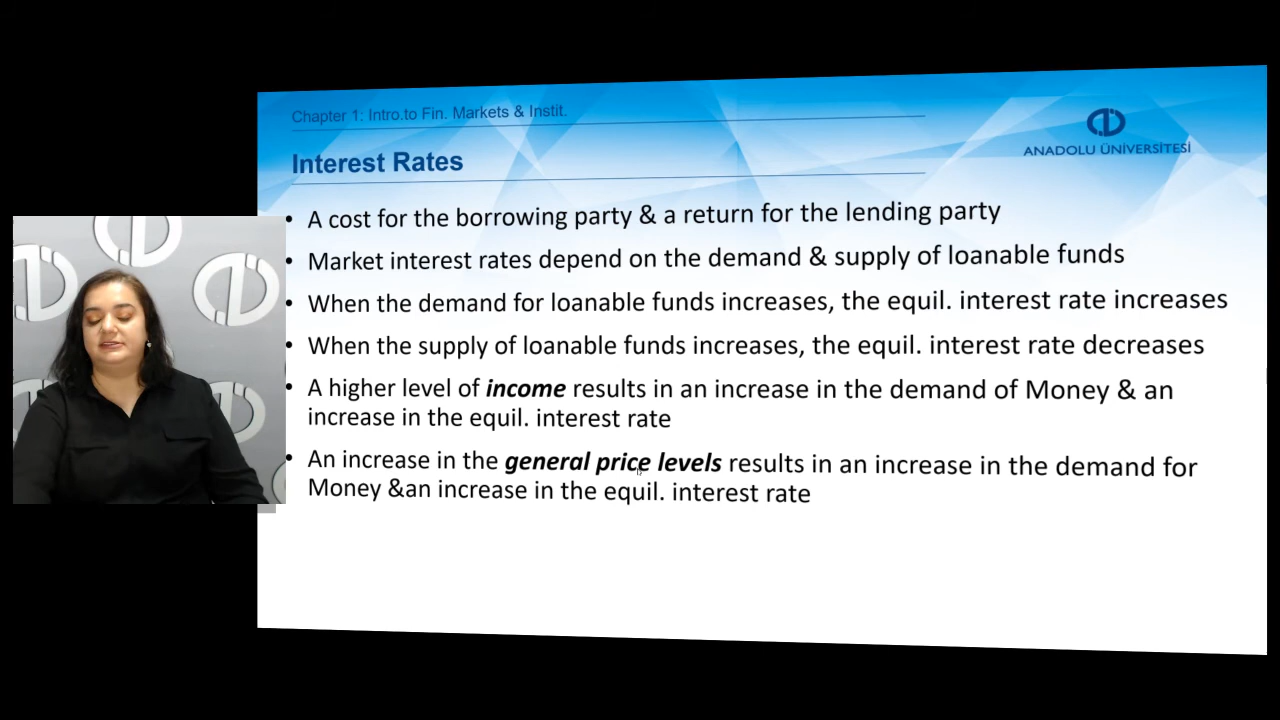 Chapter 1: Intro.to Fin. Markets & Instit.
ANADOLU ÜNİVERSİTESİ
Interest Rates
• A cost for the borrowing party & a return for the lending party
• Market interest rates depend on the demand & supply of loanable funds
• When the demand for loanable funds increases, the equil. interest rate increases
• When the supply of loanable funds increases, the equil. interest rate decreases
• A higher level of income results in an increase in the demand of Money & an
increase in the equil. interest rate
• An increase in the general price levels results in an increase in the demand for
Money &an increase in the equil. interest rate